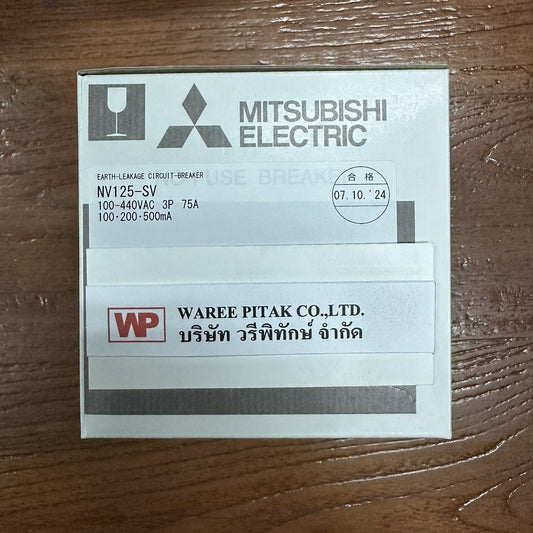 MITSUBISHI
ELECTRIC
EARTH-LEAKAGE CIRCUIT-BREAKER
NV125-SV
100-440VAC 3P 75A
100・200・500mA
合格
07.10.'24
FUSE BREAKER
WP
WAREE PITAK CO.,LTD.
บริษัท วรีพิทักษ์ จำกัด